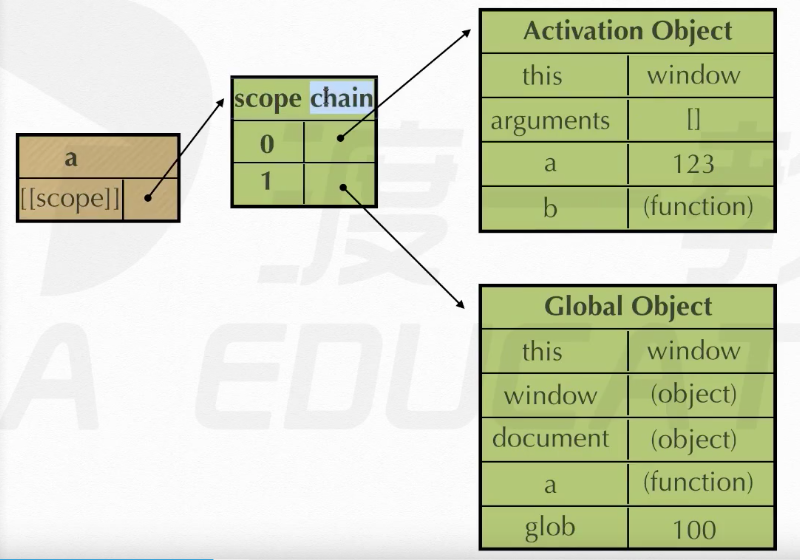 a
[[scope]]
scope chain
0
1
Activation Object
this window
arguments []
a 123
b (function)
Global Object
this window
window (object)
document (object)
a (function)
glob 100
渡一教
A EDUCAT